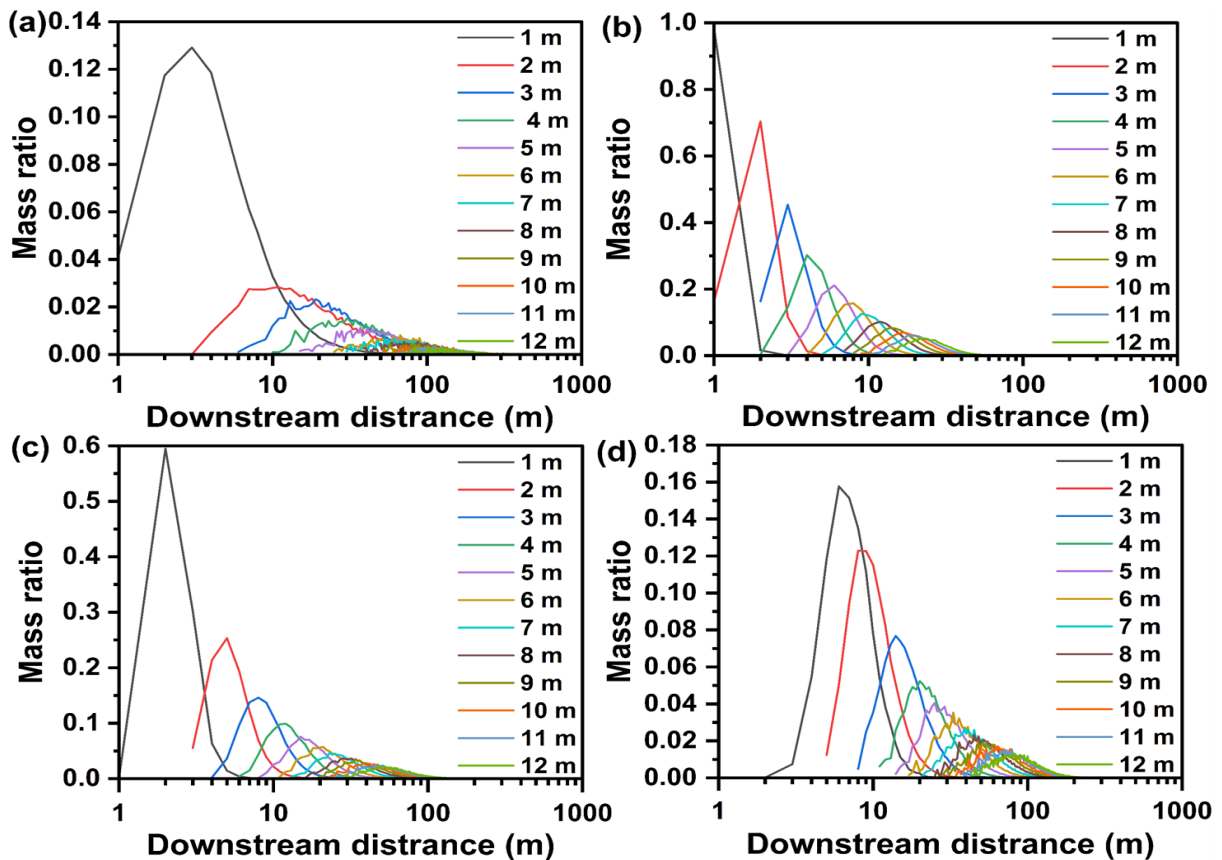 (a)
Mass ratio
0.14
0.12
0.10
0.08
0.06
0.04
0.02
0.00
1 10 100 1000
Downstream distrance (m)
1 m
2 m
3 m
4 m
5 m
6 m
7 m
8 m
9 m
10 m
11 m
12 m
(b)
Mass ratio
1.0
0.8
0.6
0.4
0.2
0.0
1 10 100 1000
Downstream distrance (m)
1 m
2 m
3 m
4 m
5 m
6 m
7 m
8 m
9 m
10 m
11 m
12 m
(c)
Mass ratio
0.6
0.5
0.4
0.3
0.2
0.1
0.0
1 10 100 1000
Downstream distrance (m)
1 m
2 m
3 m
4 m
5 m
6 m
7 m
8 m
9 m
10 m
11 m
12 m
(d)
Mass ratio
0.18
0.16
0.14
0.12
0.10
0.08
0.06
0.04
0.02
0.00
1 10 100 1000
Downstream distrance (m)
1 m
2 m
3 m
4 m
5 m
6 m
7 m
8 m
9 m
10 m
11 m
12 m